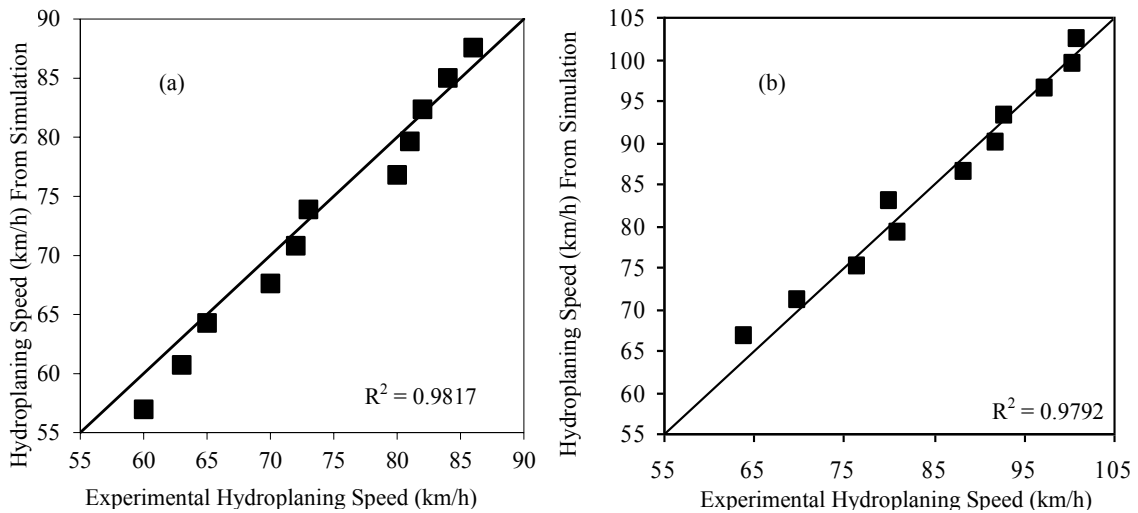 Hydroplaning Speed (km/h) From Simulation
90
85
80
75
70
65
60
55
(a)
R² = 0.9817
55 60 65 70 75 80 85 90
Experimental Hydroplaning Speed (km/h)
Hydroplaning Speed (km/h) From Simulation
105
100
95
90
85
80
75
70
65
60
55
(b)
R² = 0.9792
55 65 75 85 95 105
Experimental Hydroplaning Speed (km/h)